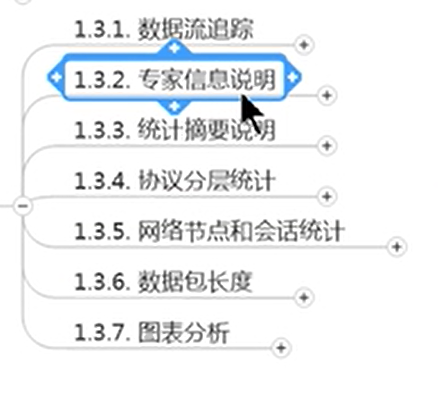 1.3.1. 数据流追踪
1.3.2. 专家信息说明
1.3.3. 统计摘要说明
1.3.4. 协议分层统计
1.3.5. 网络节点和会话统计
1.3.6. 数据包长度
1.3.7. 图表分析